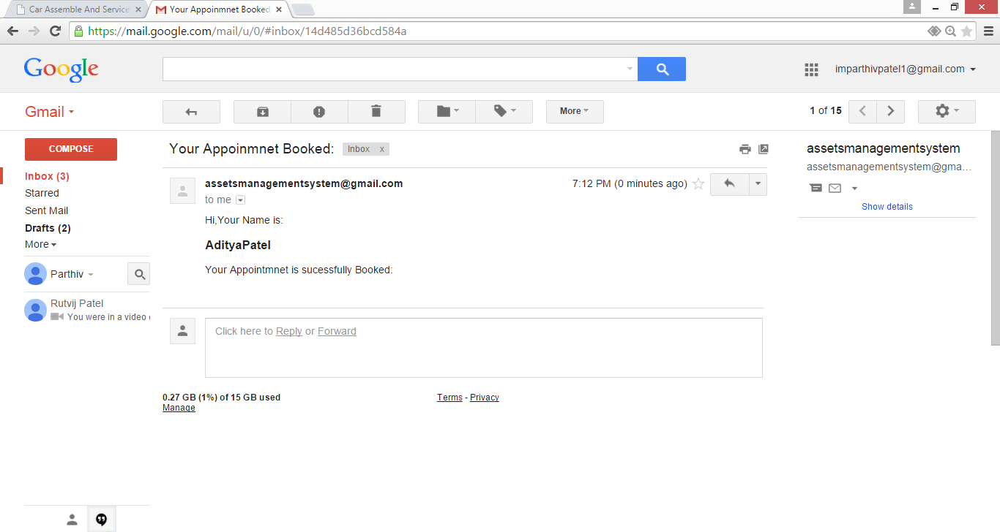 Car Assemble And Service
Your Appoinmnet Booked
https://mail.google.com/mail/u/0/#inbox/14d485d36bcd584a
Google
imparthivpatel1@gmail.com
Gmail
More
1 of 15
COMPOSE
Inbox (3)
Starred
Sent Mail
Drafts (2)
More
Parthiv
Rutvij Patel
You were in a video
Your Appoinmnet Booked:
Inbox x
assetsmanagementsystem@gmail.com
7:12 PM (0 minutes ago)
to me
Hi,Your Name is:
AdityaPatel
Your Appointmnet is sucessfully Booked:
Click here to Reply or Forward
0.27 GB (1%) of 15 GB used
Manage
Terms - Privacy
assetsmanagementsystem
assetsmanagementsystem@gma...
Show details